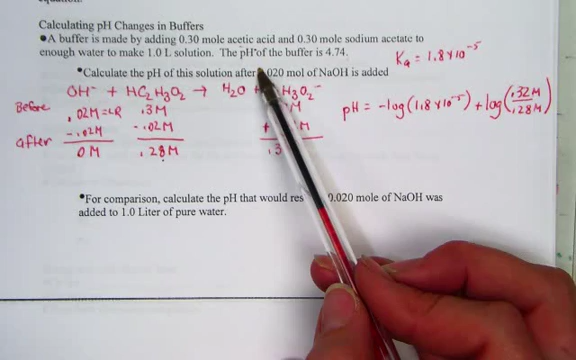 equation.
Calculating pH Changes in Buffers
•A buffer is made by adding 0.30 mole acetic acid and 0.30 mole sodium acetate to
enough water to make 1.0 L solution. The pH of the buffer is 4.74.
Ka = 1.8x10⁻⁵
•Calculate the pH of this solution after 020 mol of NaOH is added
OH⁻ + HC₂H₃O₂ → H₂O + H₃O₂⁻
Before .02M=LR .3M M
pH = -log(1.8x10⁻⁵) + log(.32M/.28M)
-.02M -.02M + M
after 0M .28M .3
•For comparison, calculate the pH that would res 0.020 mole of NaOH was
added to 1.0 Liter of pure water.